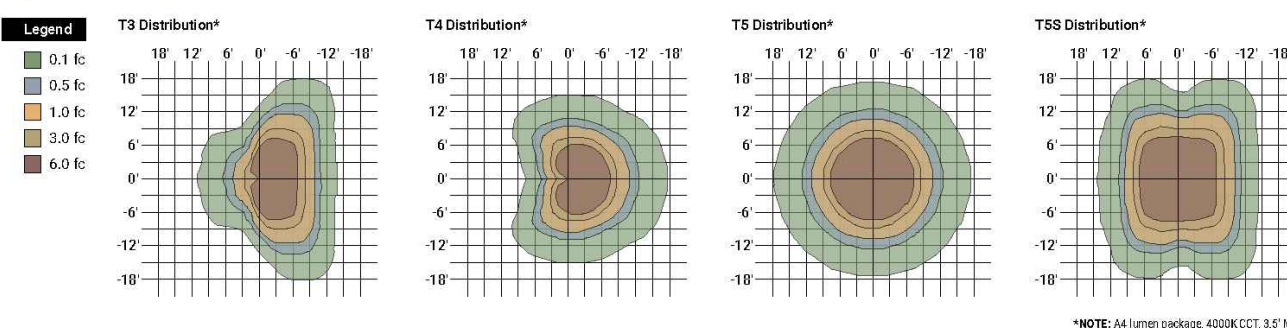 Legend
0.1 fc
0.5 fc
1.0 fc
3.0 fc
6.0 fc
T3 Distribution*
18' 12' 6' 0' -6' -12' -18'
18'
12'
6'
0'
-6'
-12'
-18'
T4 Distribution*
18' 12' 6' 0' -6' -12' -18'
18'
12'
6'
0'
-6'
-12'
-18'
T5 Distribution*
18' 12' 6' 0' -6' -12' -18'
18'
12'
6'
0'
-6'
-12'
-18'
T5S Distribution*
18' 12' 6' 0' -6' -12' -18'
18'
12'
6'
0'
-6'
-12'
-18'
*NOTE: A4 lumen package, 4000K CCT, 3.5'